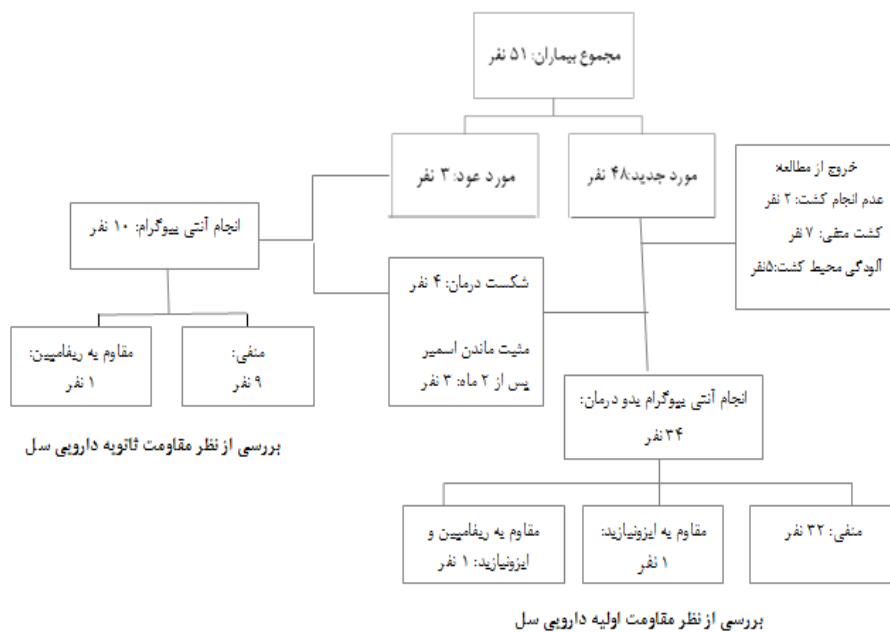 مجموع بیماران: ۵۱ نفر
مورد جدید:۴۸ نفر
مورد عود: ۳ نفر
خروج از مطالعه:
عدم انجام کشت: ۲ نفر
کشت منفی: ۷ نفر
آلودگی محیط کشت:۵نفر
انجام آنتی بیوگرام: ۱۰ نفر
شکست درمان: ۴ نفر
مثبت ماندن اسمیر
پس از ۲ ماه: ۳ نفر
منفی:
۹ نفر
مقاوم به ریفامپین:
۱ نفر
بررسی از نظر مقاومت ثانویه دارویی سل
انجام آنتی بیوگرام بدو درمان:
۳۴ نفر
منفی: ۳۲ نفر
مقاوم به ایزونیازید:
۱ نفر
مقاوم به ریفامپین و
ایزونیازید: ۱ نفر
بررسی از نظر مقاومت اولیه دارویی سل